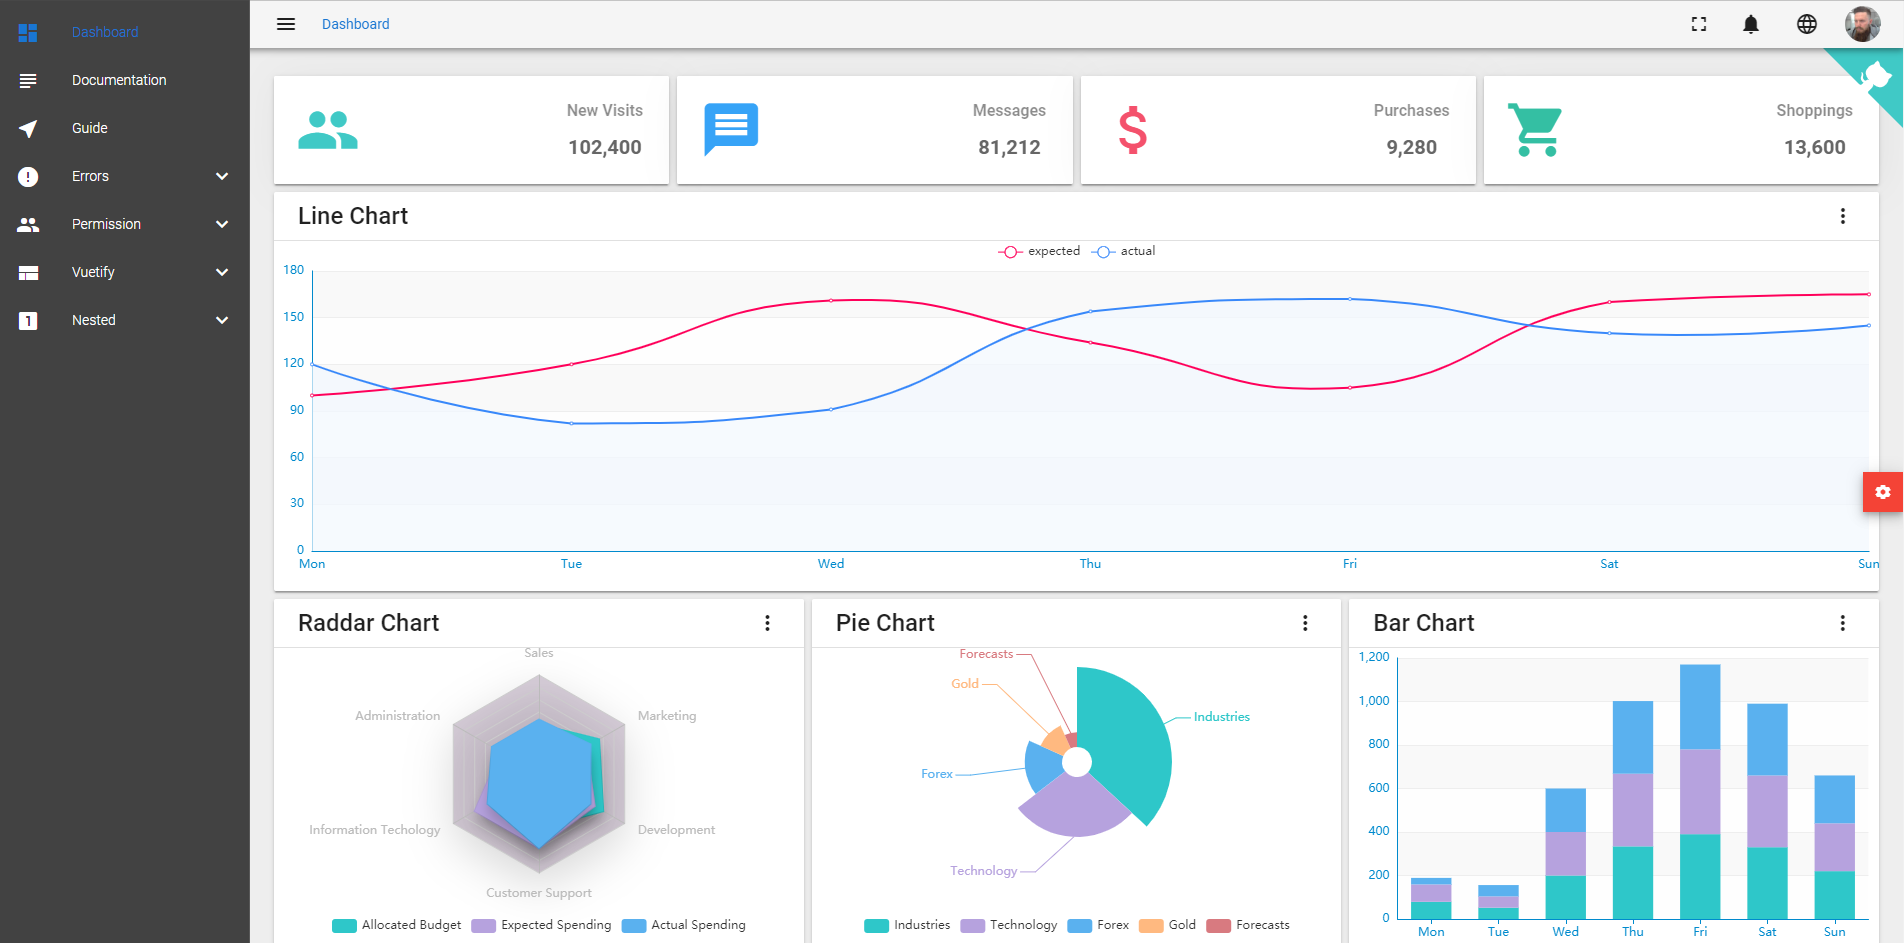 Dashboard
Documentation
Guide
Errors
Permission
Vuetify
1 Nested
Dashboard
New Visits
102,400
Messages
81,212
Purchases
9,280
Shoppings
13,600
Line Chart
expected actual
180
150
120
90
60
30
0
Mon Tue Wed Thu Fri Sat Sun
Raddar Chart
Sales
Administration Marketing
Information Techology Development
Customer Support
Allocated Budget Expected Spending Actual Spending
Pie Chart
Forecasts
Gold
Industries
Forex
Technology
Industries Technology Forex Gold Forecasts
Bar Chart
1,200
1,000
800
600
400
200
0
Mon Tue Wed Thu Fri Sat Sun